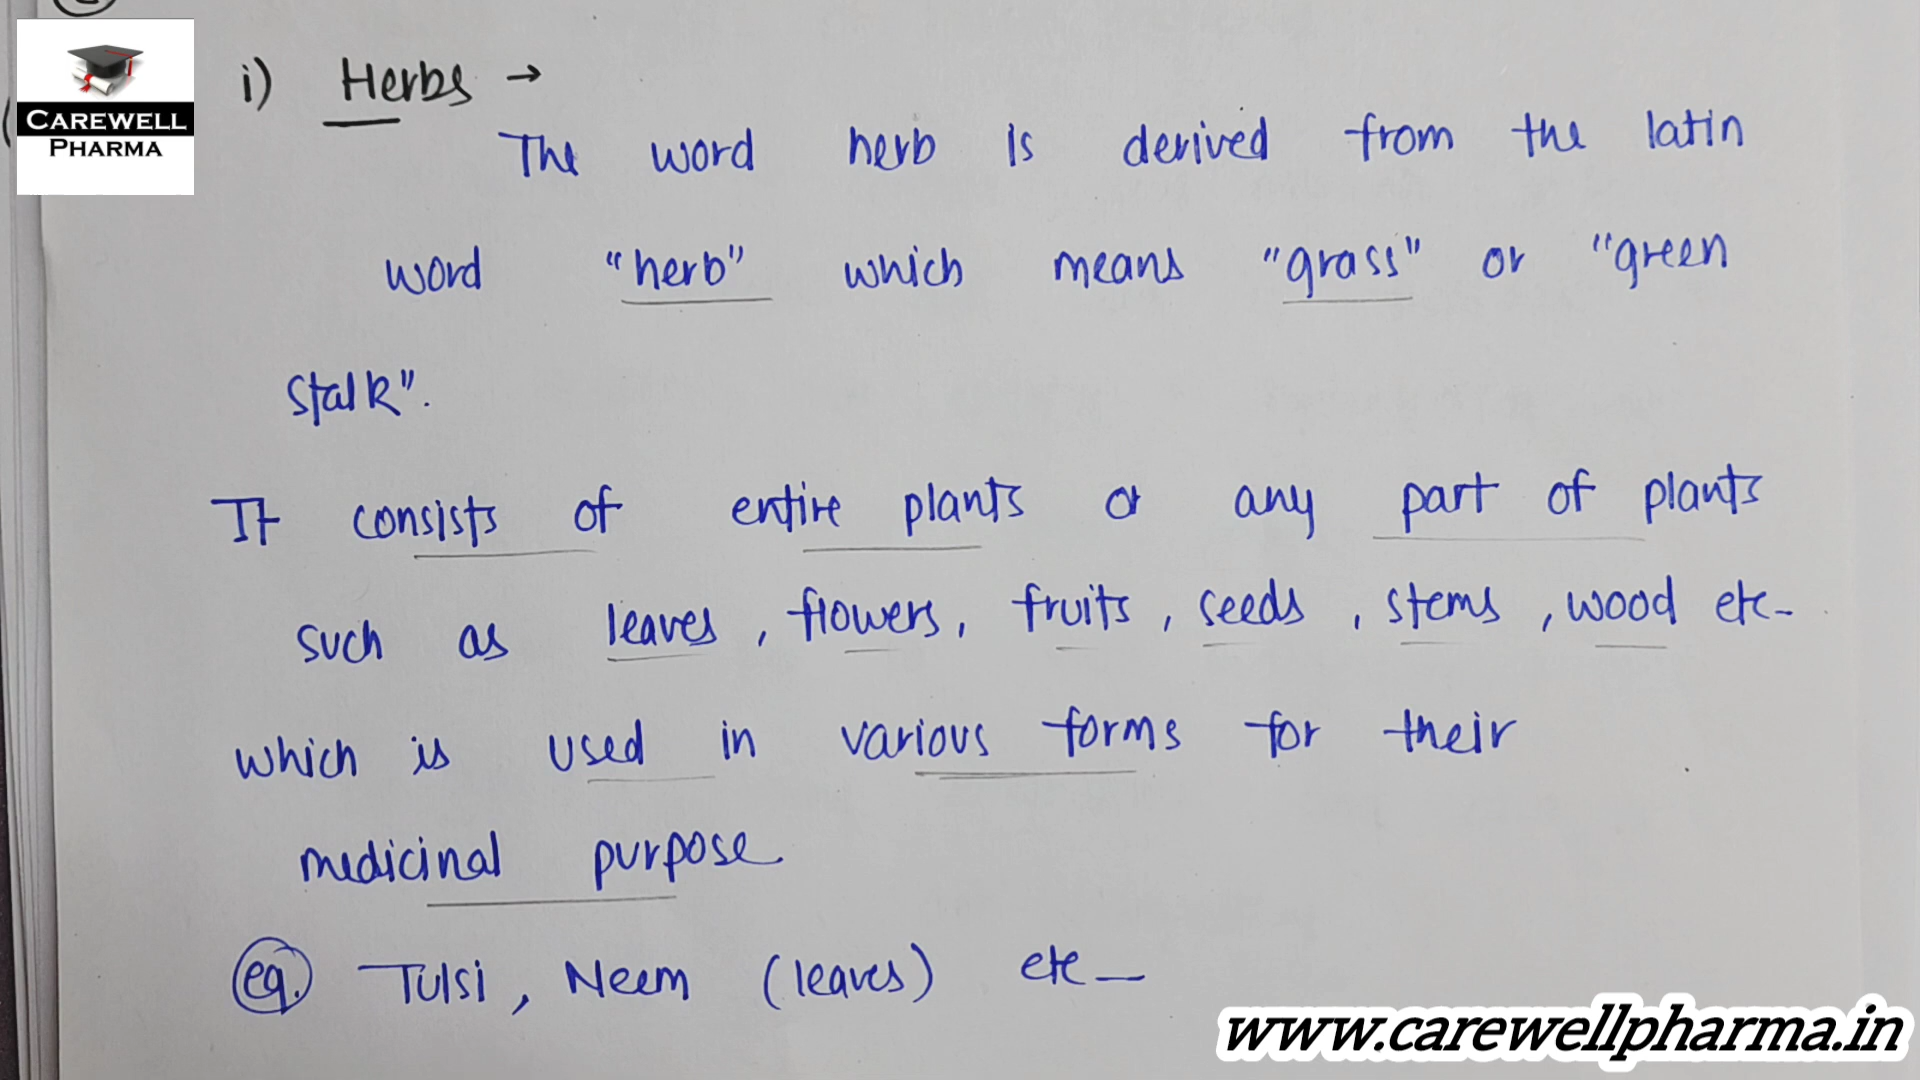 CAREWELL
PHARMA
i) Herbs →
The word herb is derived from the latin
word "herb" which means "grass" or "green
stalk".
It consists of entire plants or any part of plants
such as leaves, flowers, fruits, seeds, stems, wood etc-
which is used in various forms for their
medicinal purpose
eg. Tulsi, Neem (leaves) etc-
www.carewellpharma.in